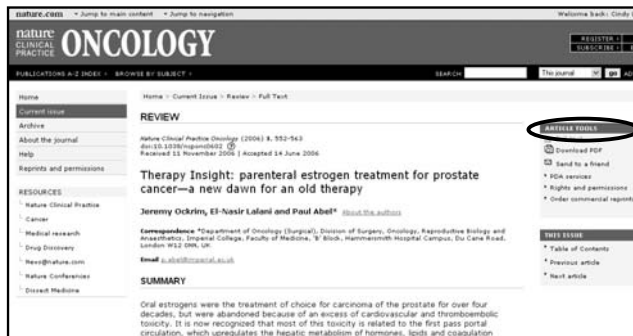 nature.com • Jump to main content • Jump to navigation
Welcome back: Cindy
nature
CLINICAL
PRACTICE
ONCOLOGY
REGISTER
SUBSCRIBE
PUBLICATIONS A-Z INDEX > BROWSE BY SUBJECT >
SEARCH
This journal
go
Home
Current issue
Archive
About the journal
Help
Reprints and permissions
RESOURCES
Nature Clinical Practice
Cancer
Medical research
Drug Discovery
News@nature.com
Nature Conferences
Dissect Medicine
Home > Current Issue > Review > Full Text
REVIEW
Nature Clinical Practice Oncology (2006) 3, 552-563
doi:10.1038/ncponc0602
Received 11 November 2006 | Accepted 14 June 2006
Therapy Insight: parenteral estrogen treatment for prostate
cancer—a new dawn for an old therapy
Jeremy Ockrim, El-Nasir Lalani and Paul Abel* About the authors
Correspondence *Department of Oncology (Surgical), Division of Surgery, Oncology, Reproductive Biology and
Anaesthetics, Imperial College, Faculty of Medicine, 'B' Block, Hammersmith Hospital Campus, Du Cane Road,
London W12 0NN, UK
Email p.abel@imperial.ac.uk
SUMMARY
Oral estrogens were the treatment of choice for carcinoma of the prostate for over four
decades, but were abandoned because of an excess of cardiovascular and thromboembolic
toxicity. It is now recognized that most of this toxicity is related to the first pass portal
circulation, which upregulates the hepatic metabolism of hormones, lipids and coagulation
ARTICLE TOOLS
Download PDF
Send to a friend
PDA services
Rights and permissions
Order commercial reprints
THIS ISSUE
Table of Contents
Previous article
Next article